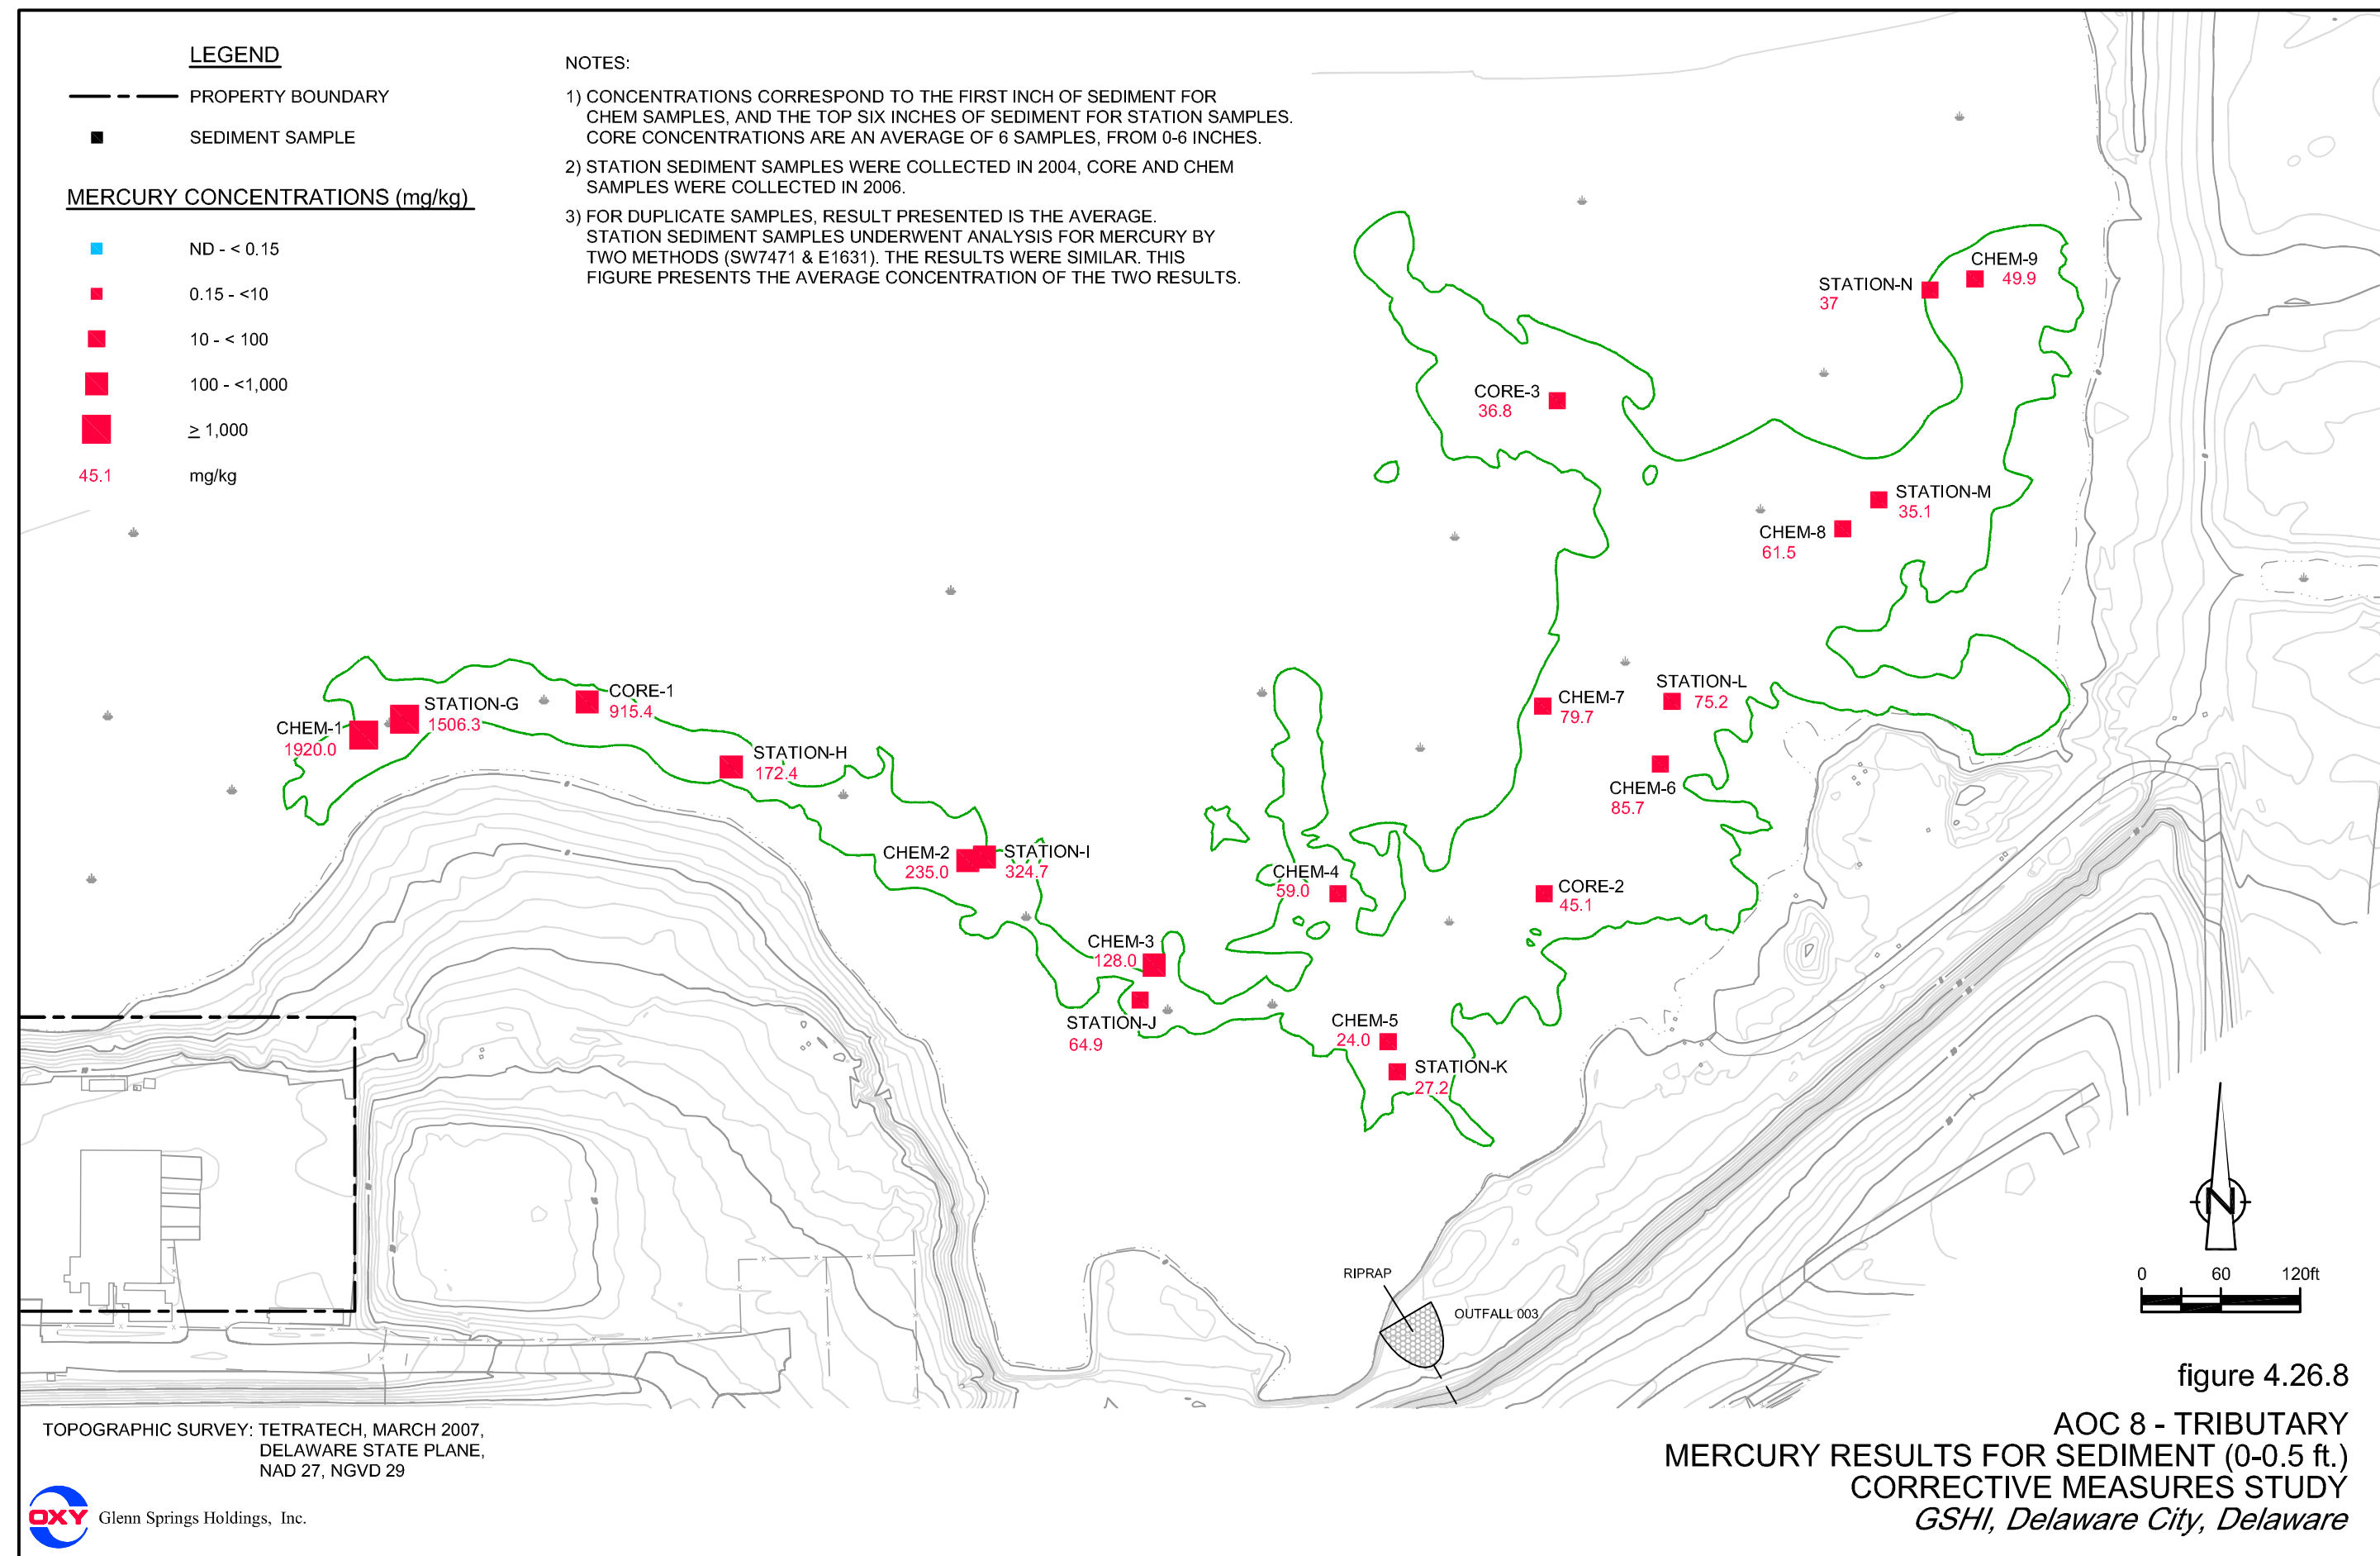 LEGEND
PROPERTY BOUNDARY
SEDIMENT SAMPLE
MERCURY CONCENTRATIONS (mg/kg)
ND - < 0.15
0.15 - <10
10 - < 100
100 - <1,000
≥ 1,000
45.1 mg/kg
NOTES:
1) CONCENTRATIONS CORRESPOND TO THE FIRST INCH OF SEDIMENT FOR
CHEM SAMPLES, AND THE TOP SIX INCHES OF SEDIMENT FOR STATION SAMPLES.
CORE CONCENTRATIONS ARE AN AVERAGE OF 6 SAMPLES, FROM 0-6 INCHES.
2) STATION SEDIMENT SAMPLES WERE COLLECTED IN 2004, CORE AND CHEM
SAMPLES WERE COLLECTED IN 2006.
3) FOR DUPLICATE SAMPLES, RESULT PRESENTED IS THE AVERAGE.
STATION SEDIMENT SAMPLES UNDERWENT ANALYSIS FOR MERCURY BY
TWO METHODS (SW7471 & E1631). THE RESULTS WERE SIMILAR. THIS
FIGURE PRESENTS THE AVERAGE CONCENTRATION OF THE TWO RESULTS.
CHEM-9
49.9
STATION-N
37
CORE-3
36.8
STATION-M
35.1
CHEM-8
61.5
STATION-L
75.2
CHEM-7
79.7
CHEM-6
85.7
CORE-1
915.4
STATION-G
1506.3
CHEM-1
1920.0
STATION-H
172.4
CHEM-2
235.0
STATION-I
324.7
CHEM-4
59.0
CORE-2
45.1
CHEM-3
128.0
STATION-J
64.9
CHEM-5
24.0
STATION-K
27.2
RIPRAP
OUTFALL 003
N
0 60 120ft
figure 4.26.8
AOC 8 - TRIBUTARY
MERCURY RESULTS FOR SEDIMENT (0-0.5 ft.)
CORRECTIVE MEASURES STUDY
GSHI, Delaware City, Delaware
TOPOGRAPHIC SURVEY: TETRATECH, MARCH 2007,
DELAWARE STATE PLANE,
NAD 27, NGVD 29
OXY Glenn Springs Holdings, Inc.